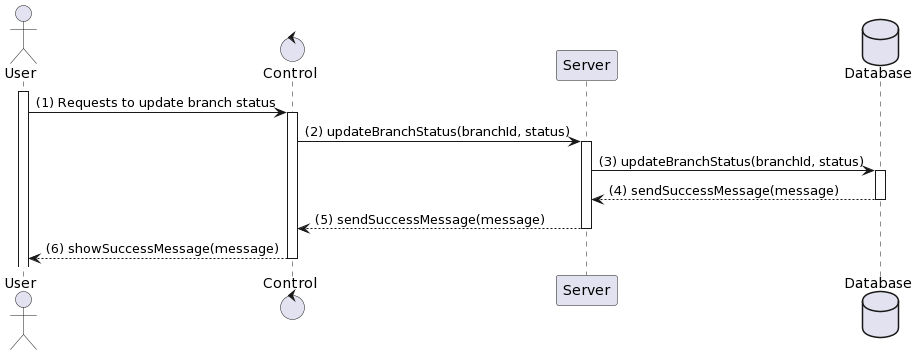 User
Control
Server
Database
(1) Requests to update branch status
(2) updateBranchStatus(branchId, status)
(3) updateBranchStatus(branchId, status)
(4) sendSuccessMessage(message)
(5) sendSuccessMessage(message)
(6) showSuccessMessage(message)
User
Control
Server
Database